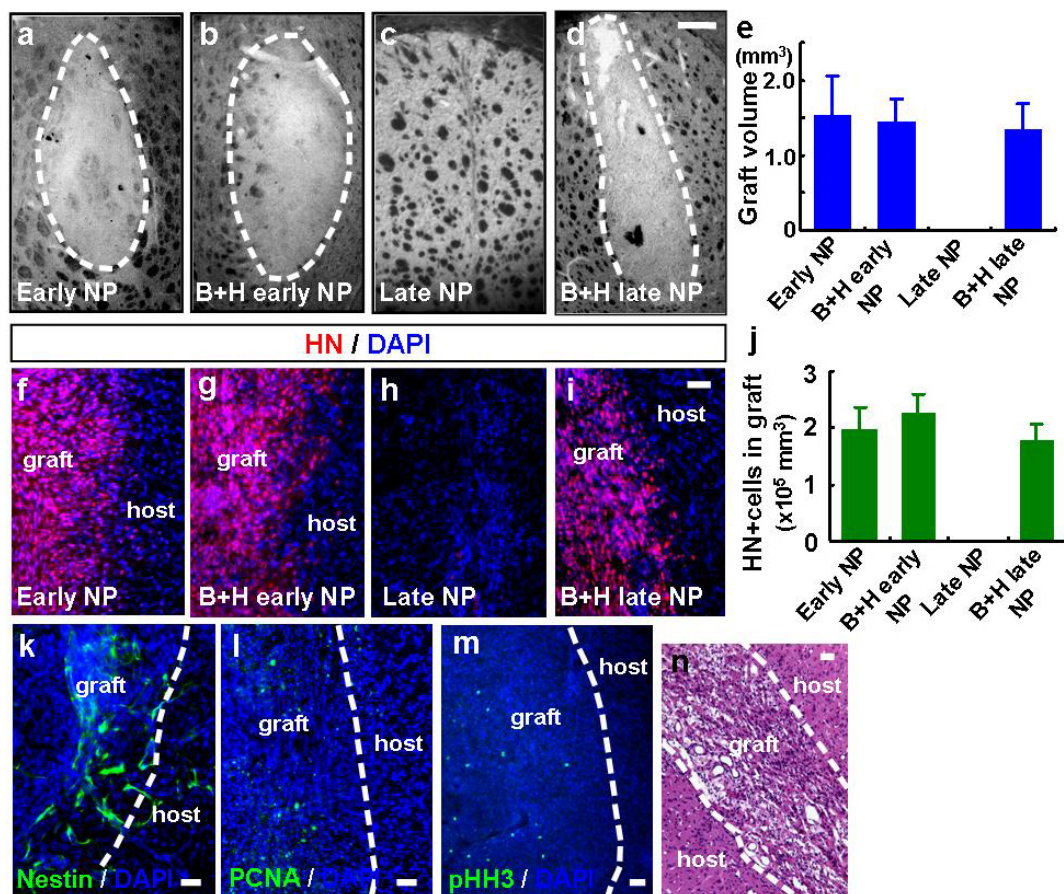 a
Early NP
b
B+H early NP
c
Late NP
d
B+H late NP
e
(mm³)
Graft volume
2.0
1.0
0
Early NP
B+H early
NP
Late NP
B+H late
NP
HN / DAPI
f
graft
host
Early NP
g
graft
host
B+H early NP
h
Late NP
i
host
graft
B+H late NP
j
HN+cells in graft
(x10⁵ mm³)
3
2
1
0
Early NP
B+H early
NP
Late NP
B+H late
NP
k
graft
host
Nestin / DAPI
l
graft
host
PCNA / DAPI
m
host
graft
pHH3 / DAPI
n
host
graft
host